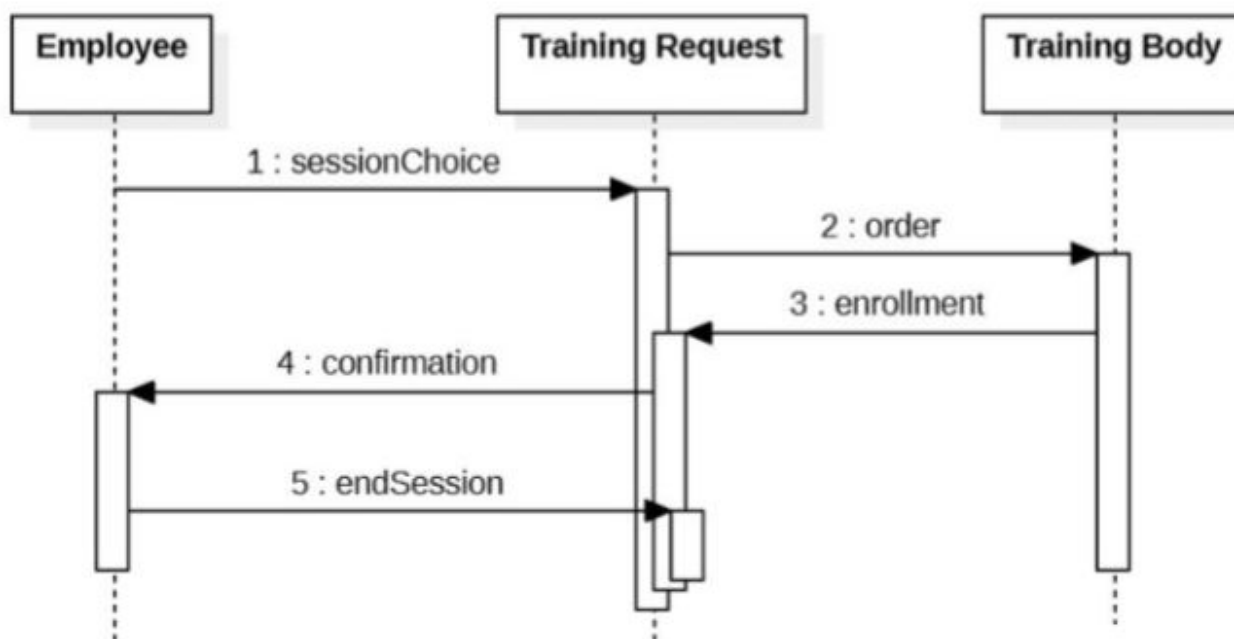 Employee
Training Request
Training Body
1 : sessionChoice
2 : order
3 : enrollment
4 : confirmation
5 : endSession